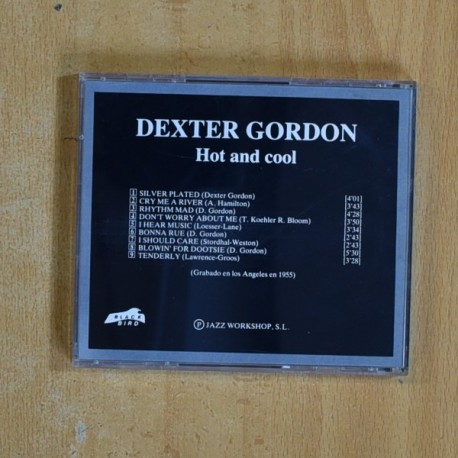 DEXTER GORDON
Hot and cool
1 SILVER PLATED (Dexter Gordon) [4'01]
2 CRY ME A RIVER (A. Hamilton) [3'43]
3 RHYTHM MAD (D. Gordon) [4'28]
4 DON'T WORRY ABOUT ME (T. Koehler R. Bloom) [3'50]
5 I HEAR MUSIC (Loesser-Lane) [3'34]
6 BONNA RUE (D. Gordon) [2'43]
7 I SHOULD CARE (Stordhal-Weston) [2'43]
8 BLOWIN' FOR DOOTSIE (D. Gordon) [5'30]
9 TENDERLY (Lawrence-Groos) [3'28]
(Grabado en los Angeles en 1955)
BLACK BIRD
Ⓟ JAZZ WORKSHOP, S.L.